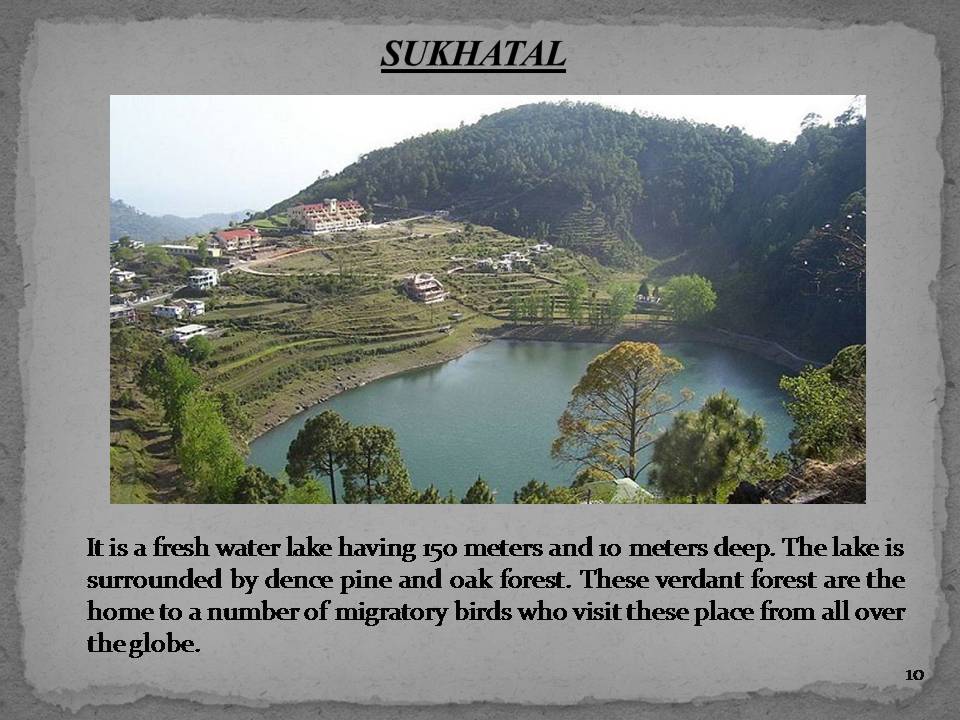 SUKHATAL
It is a fresh water lake having 150 meters and 10 meters deep. The lake is
surrounded by dence pine and oak forest. These verdant forest are the
home to a number of migratory birds who visit these place from all over
the globe.
10